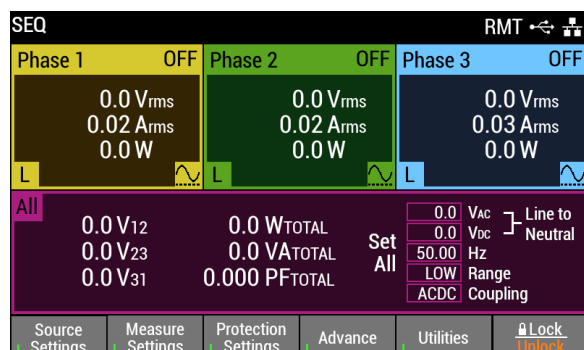 SEQ RMT
Phase 1 OFF
0.0 Vrms
0.02 Arms
0.0 W
L
Phase 2 OFF
0.0 Vrms
0.02 Arms
0.0 W
L
Phase 3 OFF
0.0 Vrms
0.03 Arms
0.0 W
L
All
0.0 V12
0.0 V23
0.0 V31
0.0 WTOTAL
0.0 VATOTAL
0.000 PFTOTAL
Set
All
0.0 VAC
0.0 VDC
Line to
Neutral
50.00 Hz
LOW Range
ACDC Coupling
Source
Settings
Measure
Settings
Protection
Settings
Advance
Utilities
Lock
Unlock